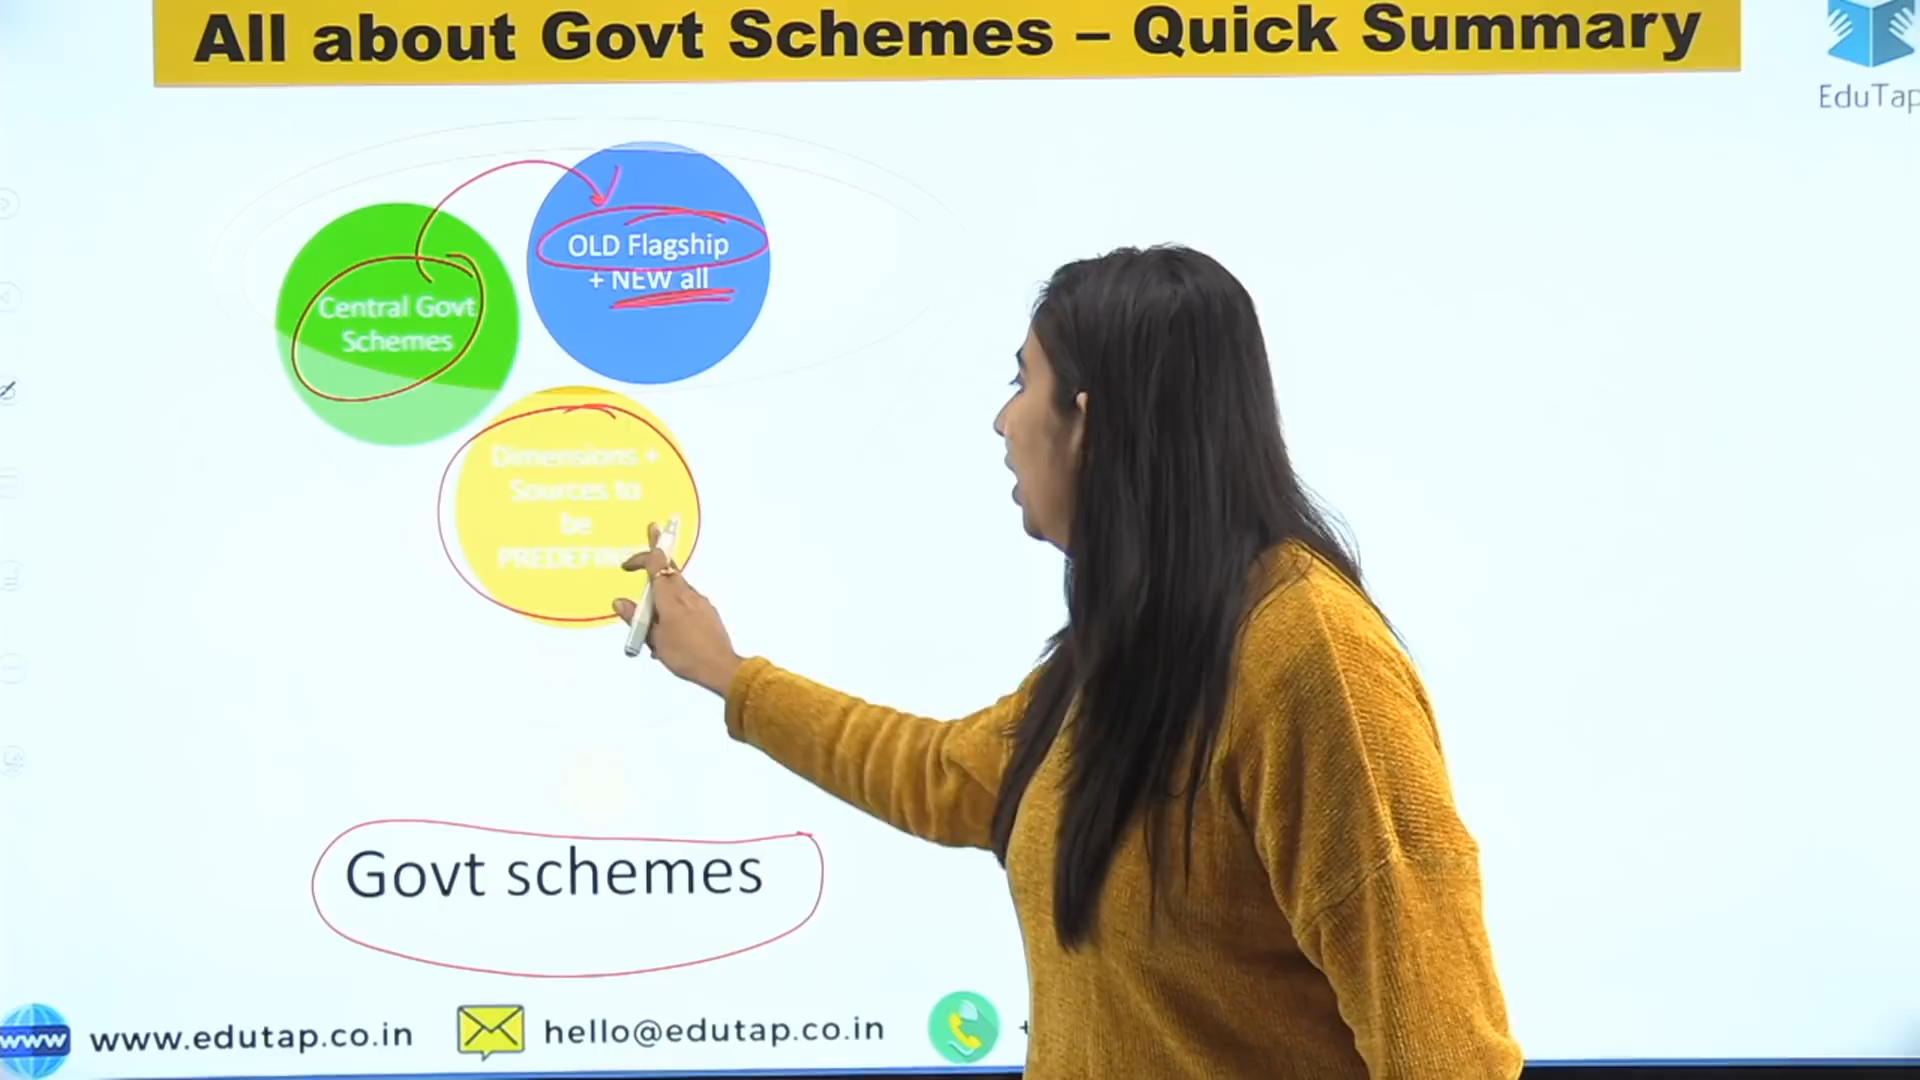 All about Govt Schemes – Quick Summary
EduTap
OLD Flagship
+ NEW all
Central Govt
Schemes
Dimensions +
Sources to
be
Govt schemes
www
www.edutap.co.in
hello@edutap.co.in
+